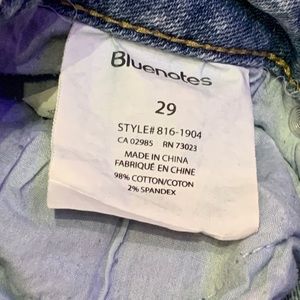 Bluenotes
29
STYLE# 816-1904
CA 02985 RN 73023
MADE IN CHINA
FABRIQUÉ EN CHINE
98% COTTON/COTON
2% SPANDEX